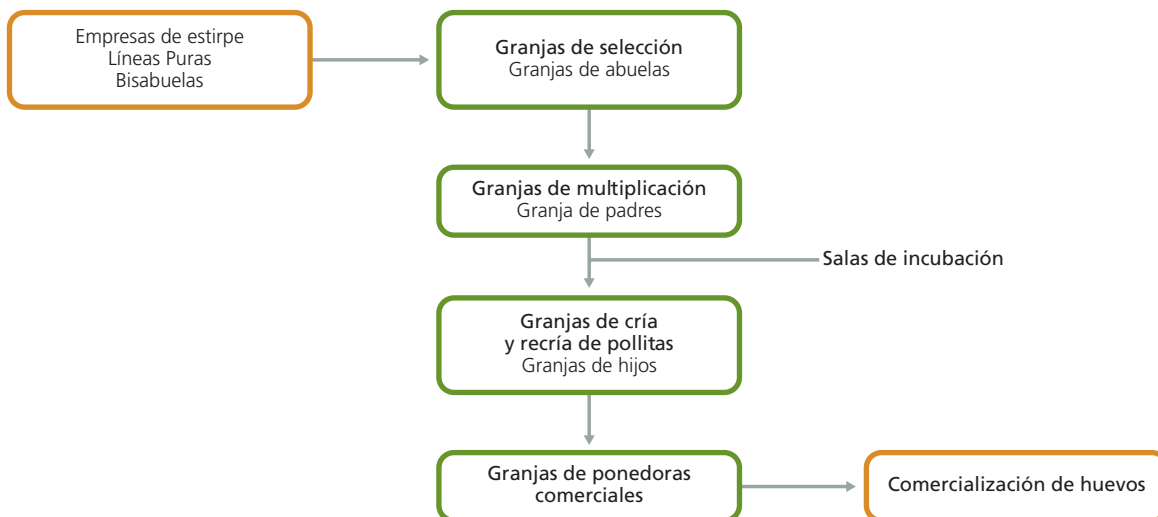 Empresas de estirpe
Líneas Puras
Bisabuelas
Granjas de selección
Granjas de abuelas
Granjas de multiplicación
Granja de padres
Salas de incubación
Granjas de cría
y recría de pollitas
Granjas de hijos
Granjas de ponedoras
comerciales
Comercialización de huevos